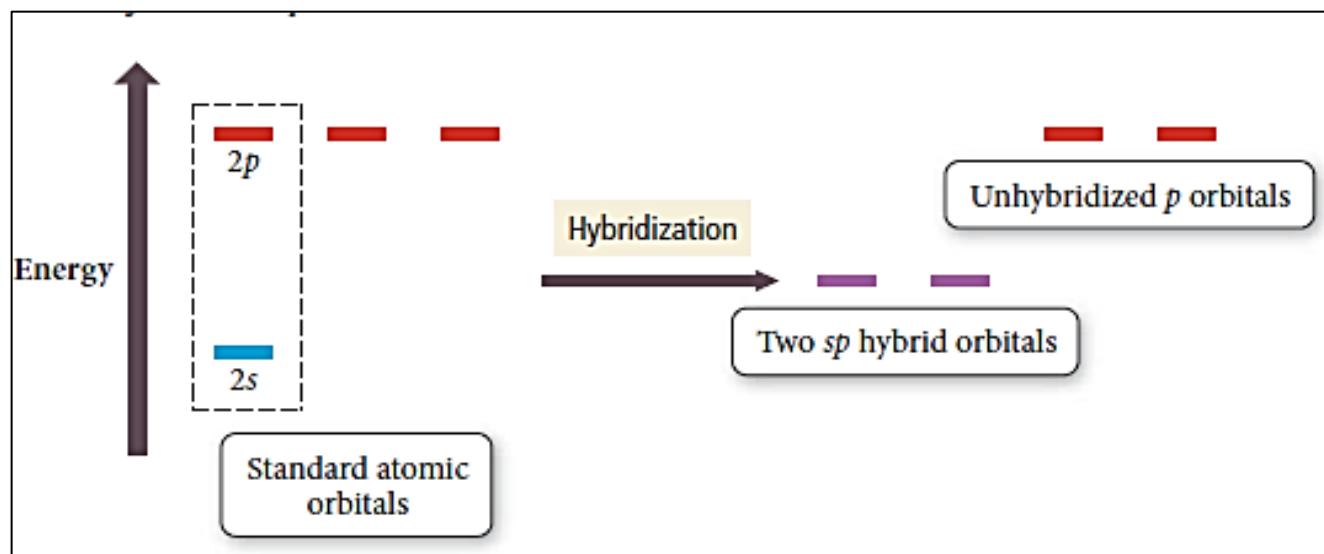 2p
Unhybridized p orbitals
Hybridization
Energy
Two sp hybrid orbitals
2s
Standard atomic
orbitals